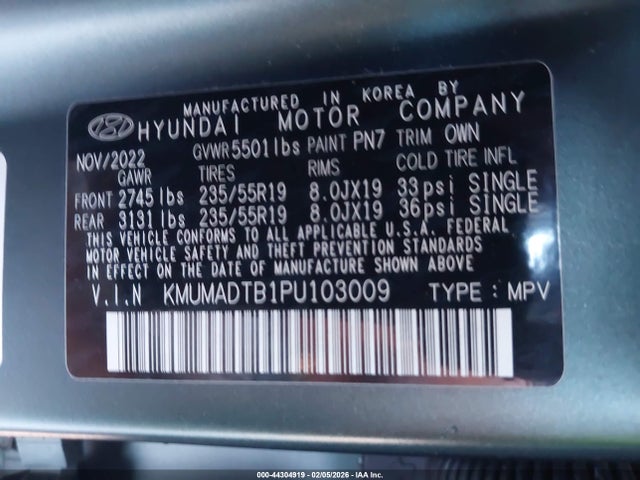 MANUFACTURED IN KOREA BY
HYUNDAI MOTOR COMPANY
NOV/2022 GVWR 5501 lbs PAINT PN7 TRIM OWN
GAWR TIRES RIMS COLD TIRE INFL
FRONT 2745 lbs 235/55R19 8.0JX19 33psi SINGLE
REAR 3131 lbs 235/55R19 8.0JX19 36psi SINGLE
THIS VEHICLE CONFORMS TO ALL APPLICABLE U.S.A. FEDERAL
MOTOR VEHICLE SAFETY AND THEFT PREVENTION STANDARDS
IN EFFECT ON THE DATE OF MANUFACTURE SHOWN ABOVE
V.I.N KMUMADTB1PU103009 TYPE : MPV
000-44304919 - 02/05/2026 - IAA Inc.